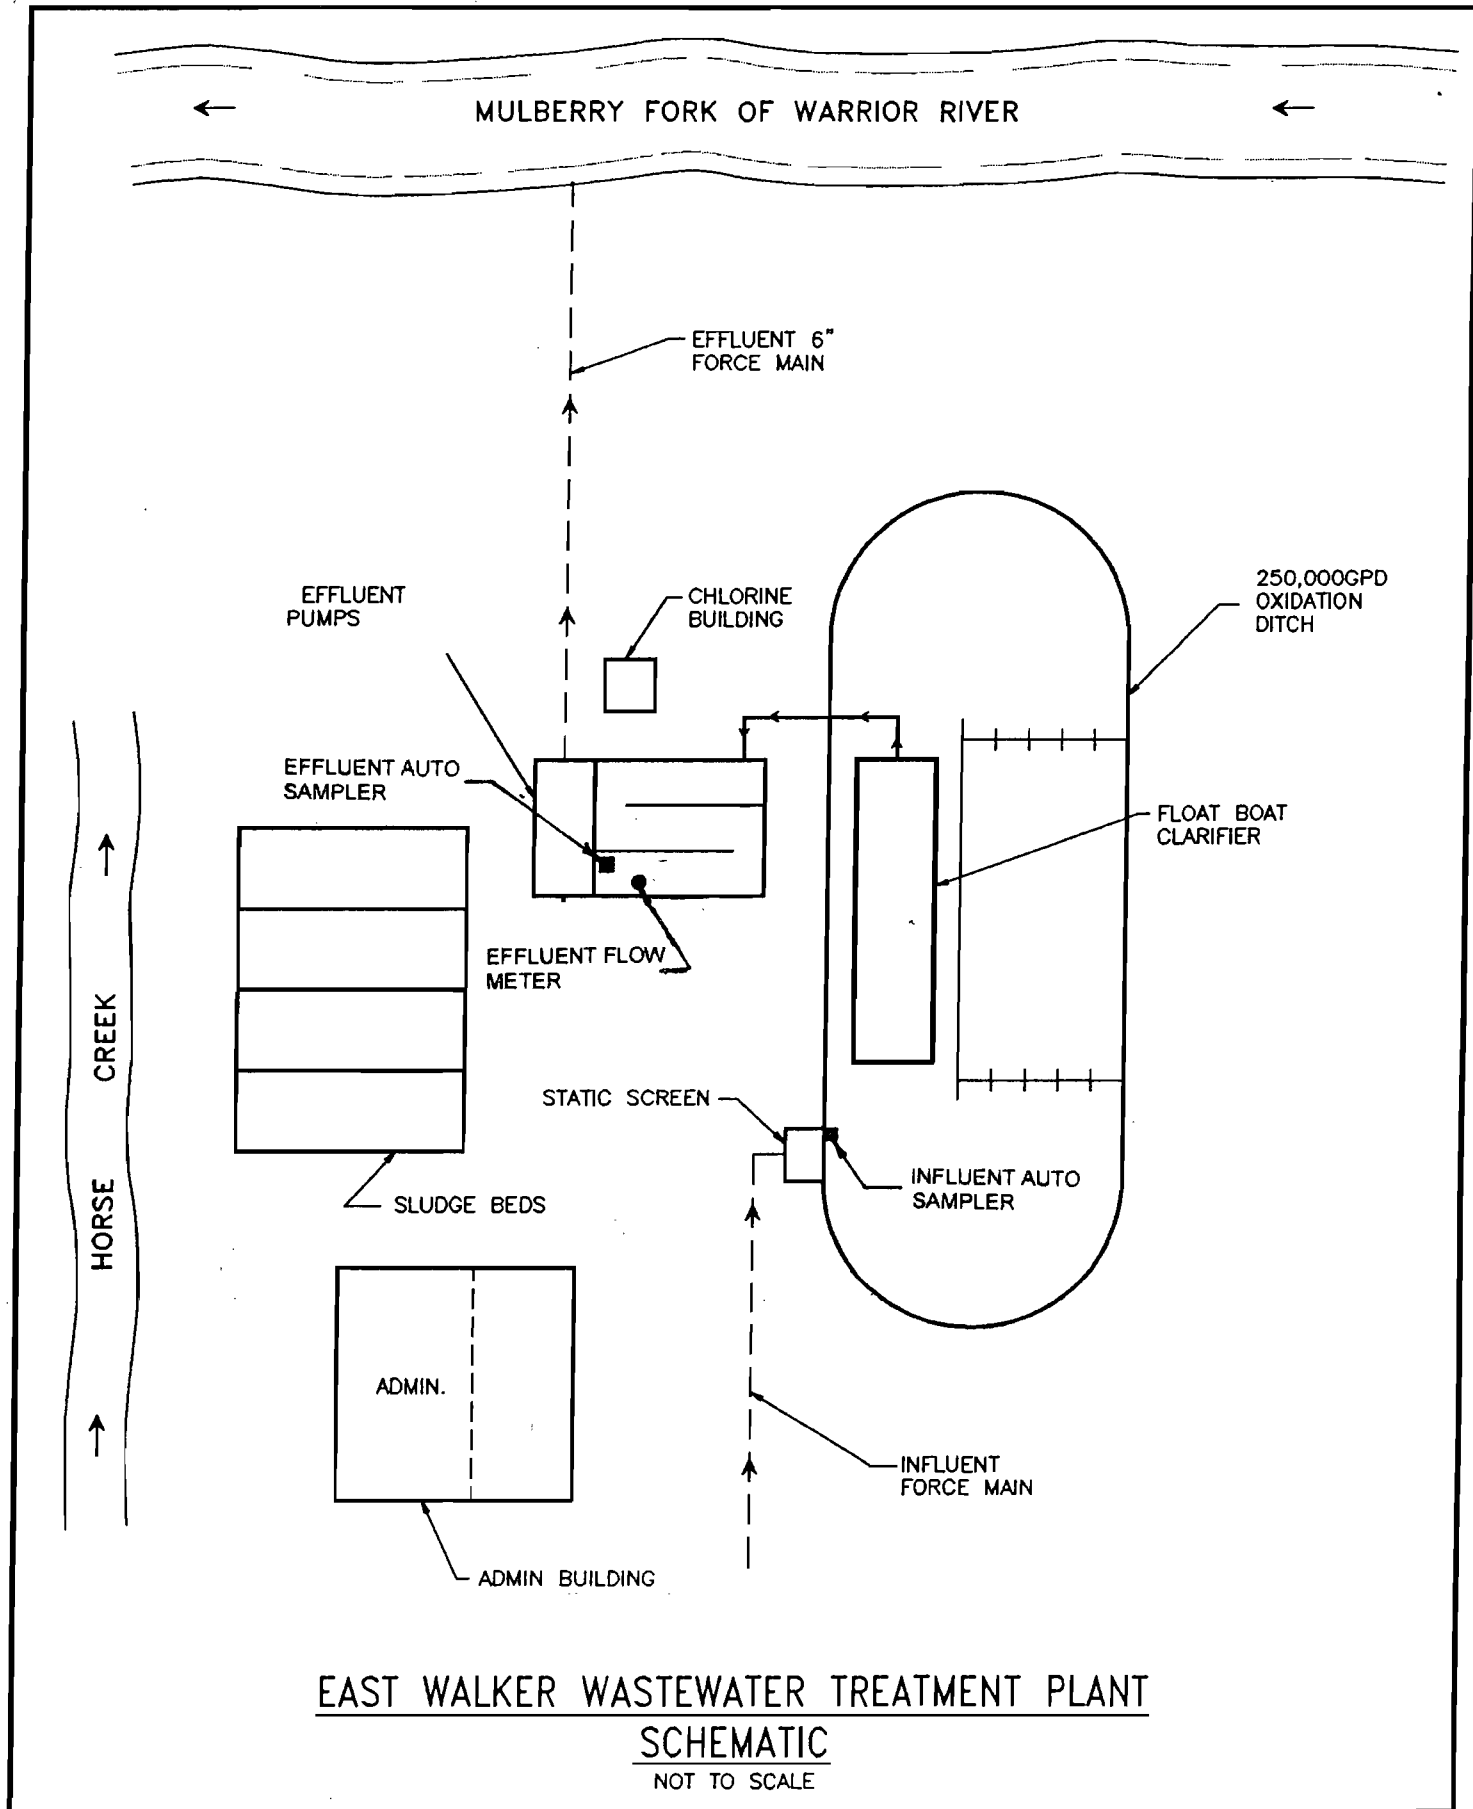 MULBERRY FORK OF WARRIOR RIVER
EFFLUENT 6"
FORCE MAIN
EFFLUENT
PUMPS
CHLORINE
BUILDING
250,000GPD
OXIDATION
DITCH
EFFLUENT AUTO
SAMPLER
FLOAT BOAT
CLARIFIER
EFFLUENT FLOW
METER
HORSE CREEK
STATIC SCREEN
INFLUENT AUTO
SAMPLER
SLUDGE BEDS
ADMIN.
INFLUENT
FORCE MAIN
ADMIN BUILDING
EAST WALKER WASTEWATER TREATMENT PLANT
SCHEMATIC
NOT TO SCALE